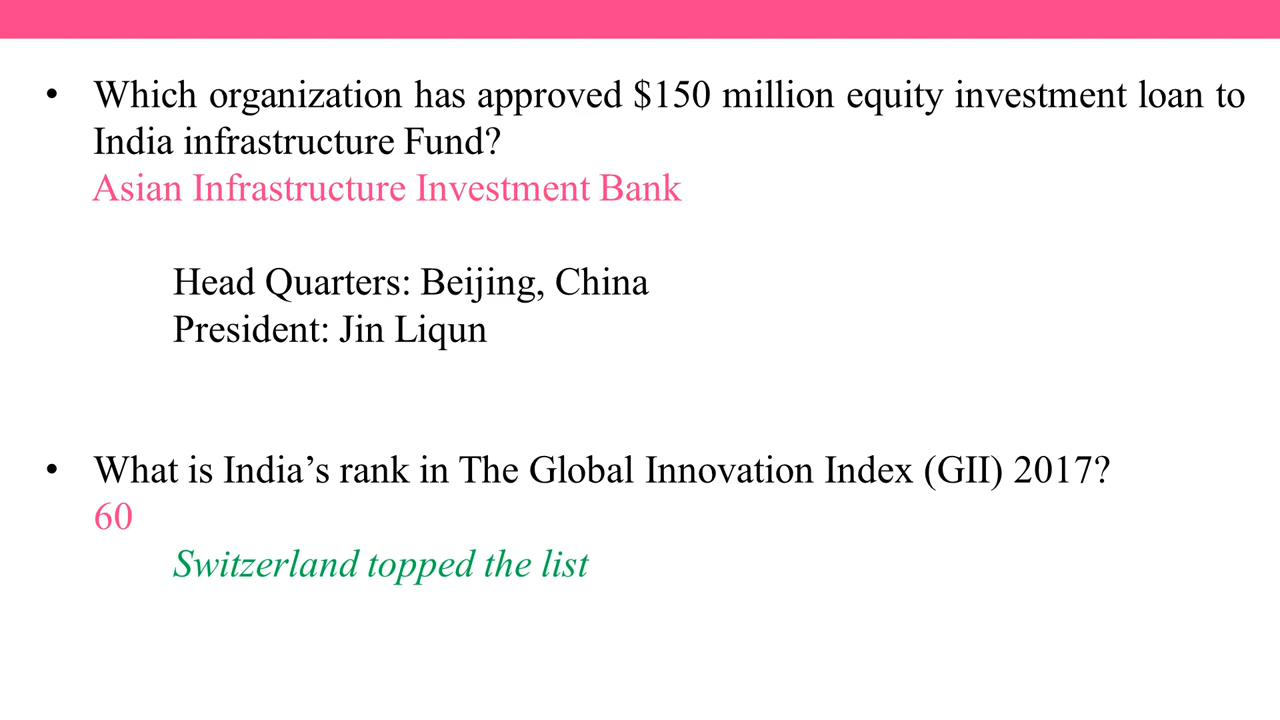 • Which organization has approved $150 million equity investment loan to
India infrastructure Fund?
Asian Infrastructure Investment Bank
Head Quarters: Beijing, China
President: Jin Liqun
• What is India’s rank in The Global Innovation Index (GII) 2017?
60
Switzerland topped the list